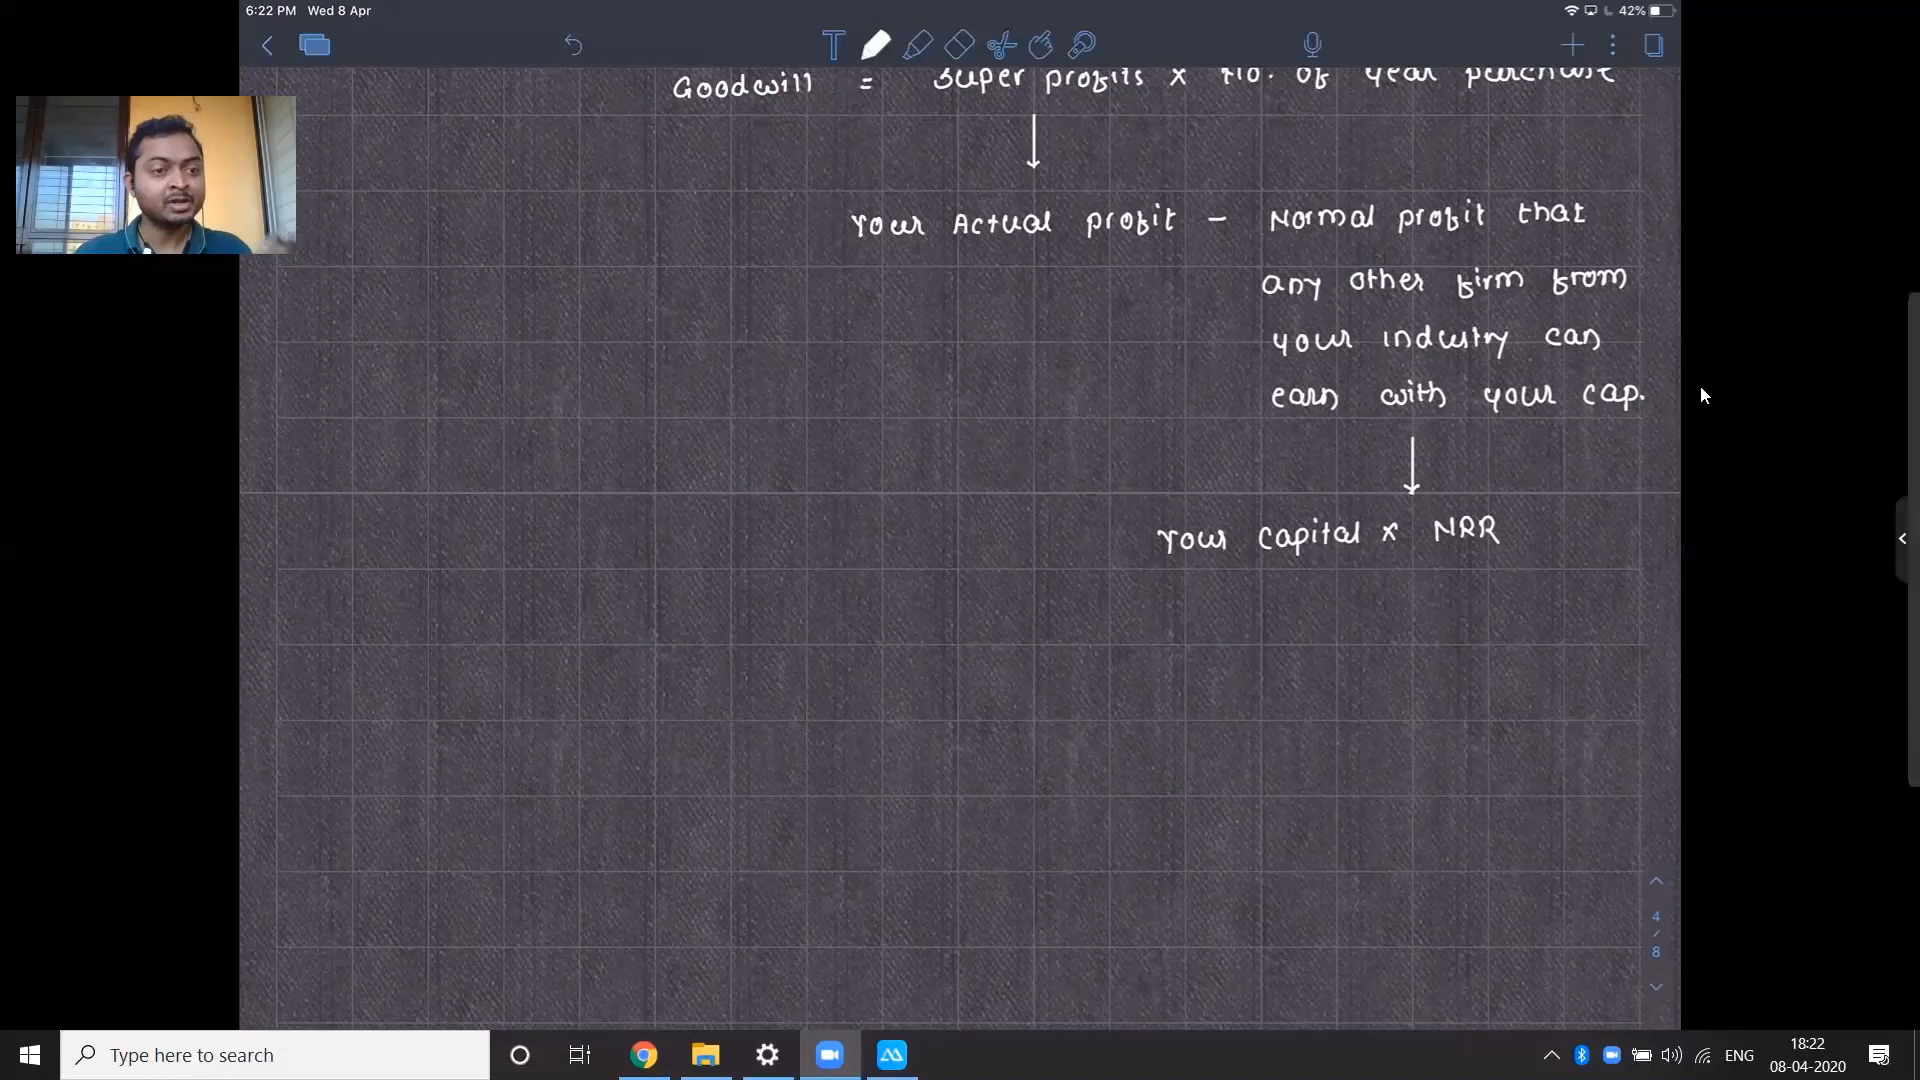 6:22 PM Wed 8 Apr
42%
T
Goodwill = Super profits x No. of year purchase
Your Actual profit - Normal profit that
any other firm from
your industry can
earn with your cap.
Your capital x NRR
4
/
8
Type here to search
ENG
18:22
08-04-2020